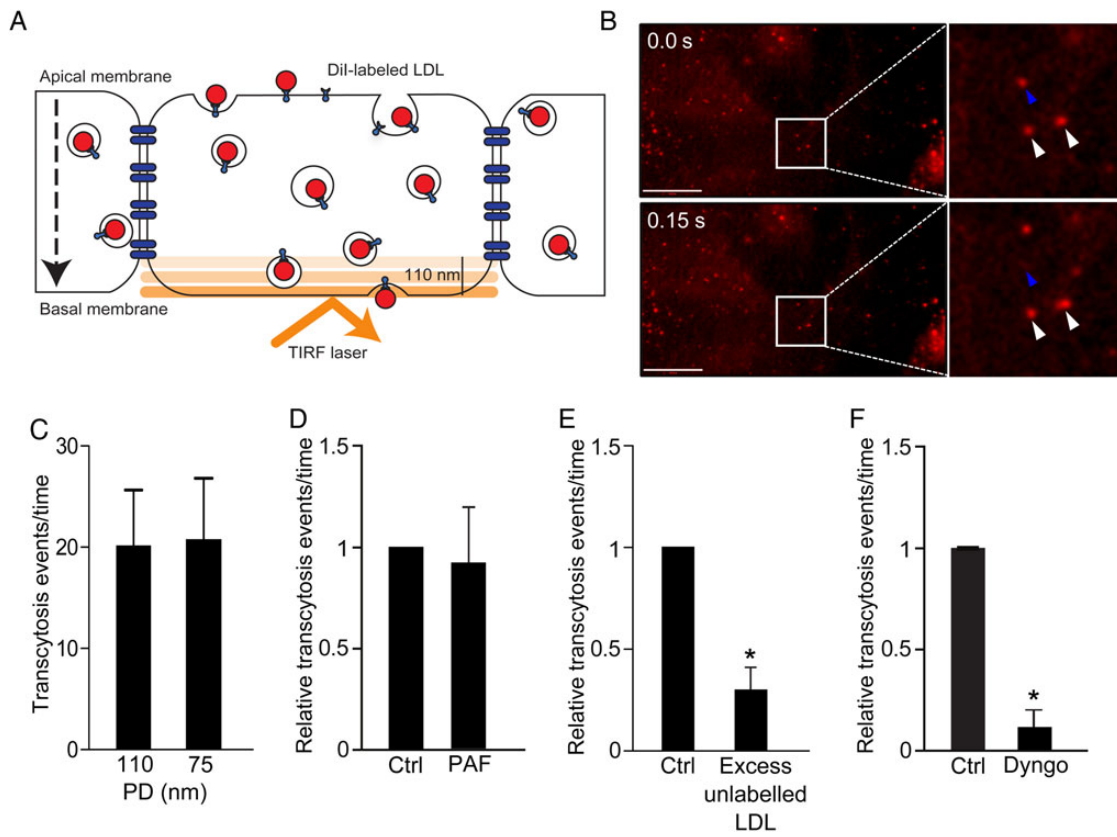 A
Apical membrane
DiI-labeled LDL
110 nm
Basal membrane
TIRF laser
B
0.0 s
0.15 s
C
Transcytosis events/time
30
20
10
0
110 75
PD (nm)
D
Relative transcytosis events/time
1.5
1
0.5
0
Ctrl PAF
E
Relative transcytosis events/time
1.5
1
0.5
0
*
Ctrl Excess
unlabelled
LDL
F
Relative transcytosis events/time
1.5
1
0.5
0
*
Ctrl Dyngo